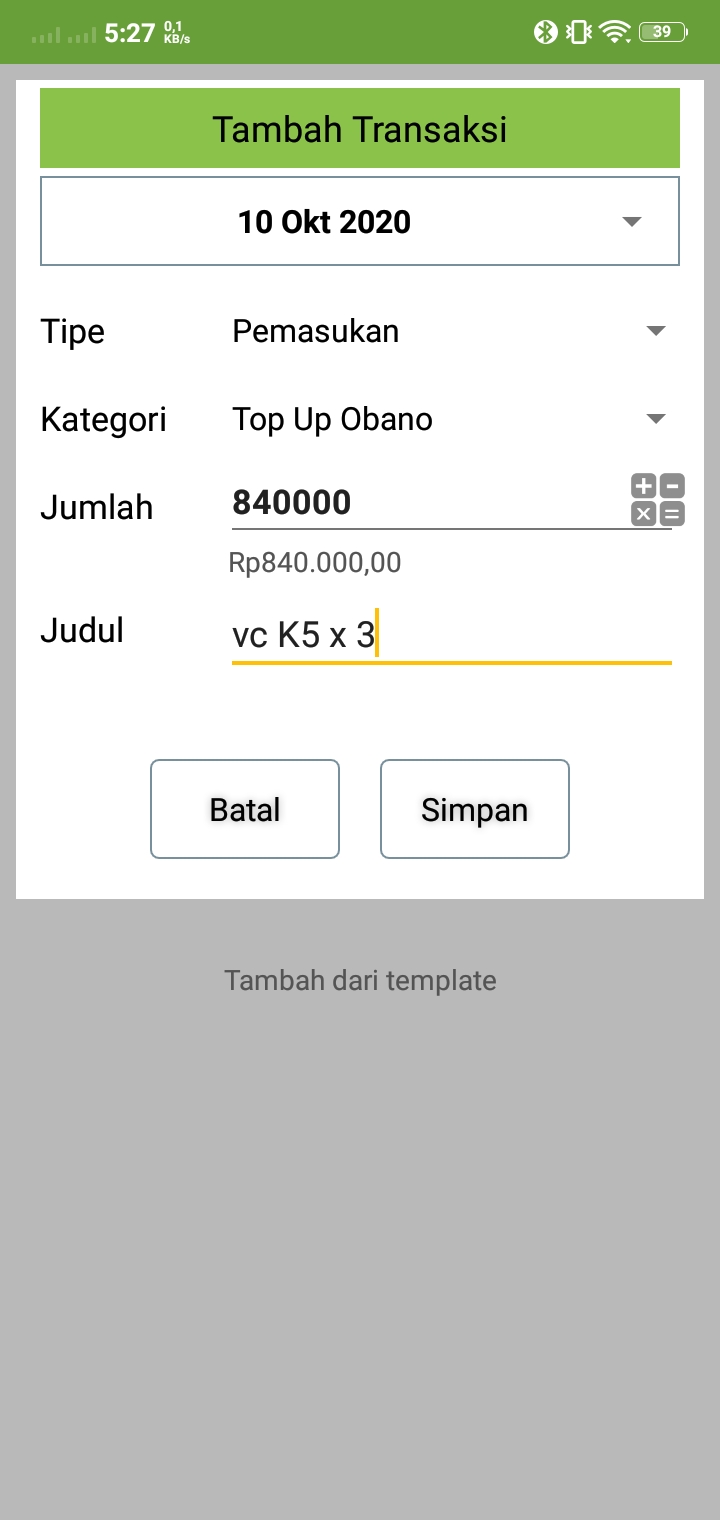 5:27 0,1 KB/s 39
Tambah Transaksi
10 Okt 2020
Tipe Pemasukan
Kategori Top Up Obano
Jumlah 840000
Rp840.000,00
Judul vc K5 x 3
Batal Simpan
Tambah dari template